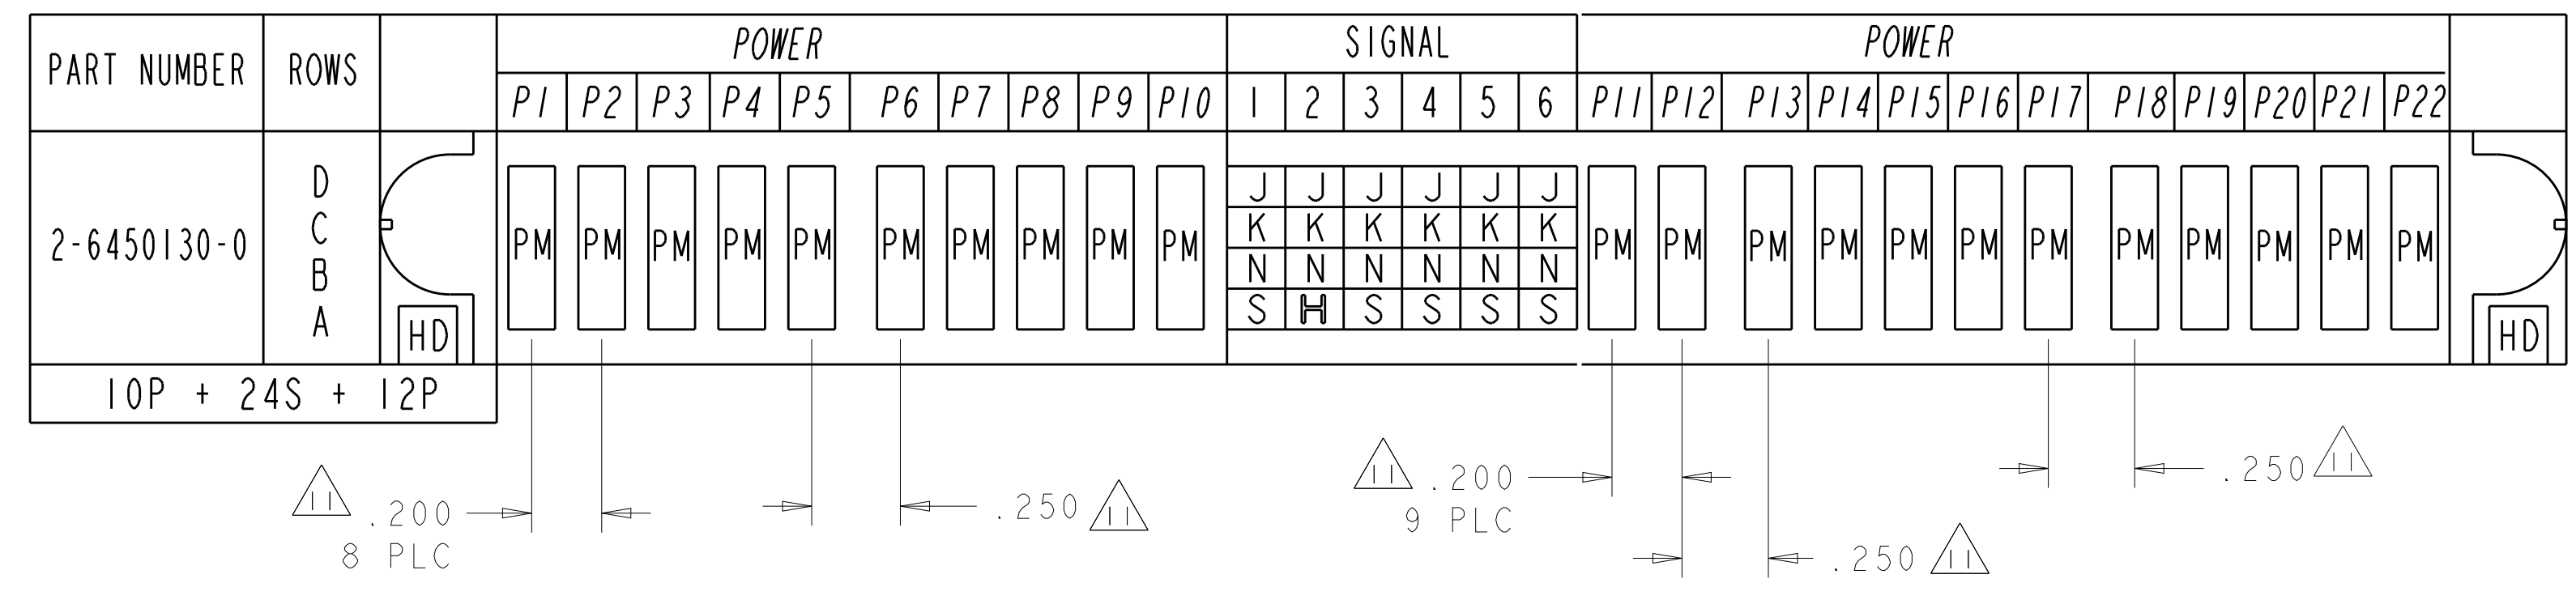 PART NUMBER ROWS POWER SIGNAL POWER
P1 P2 P3 P4 P5 P6 P7 P8 P9 P10 1 2 3 4 5 6 P11 P12 P13 P14 P15 P16 P17 P18 P19 P20 P21 P22
D J J J J J J
C K K K K K K
2-6450130-0 PM PM PM PM PM PM PM PM PM PM PM PM PM PM PM PM PM PM PM PM PM PM
B N N N N N N
A S H S S S S
HD HD
10P + 24S + 12P
11 .200
8 PLC
.250 11
11 .200
9 PLC
.250 11
.250 11